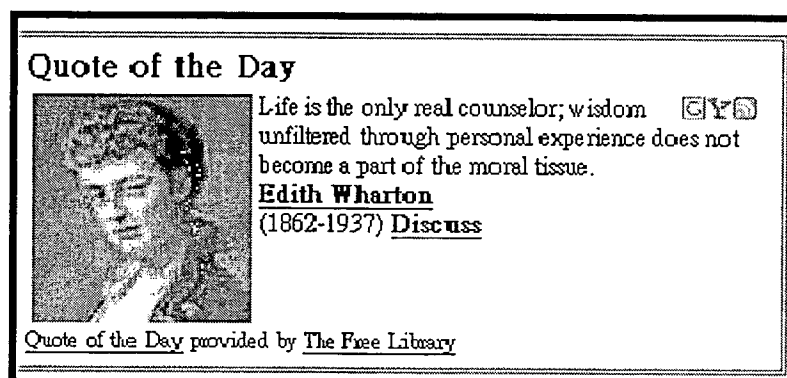 Quote of the Day
Life is the only real counselor; wisdom G Y
unfiltered through personal experience does not
become a part of the moral tissue.
Edith Wharton
(1862-1937) Discuss
Quote of the Day provided by The Free Library